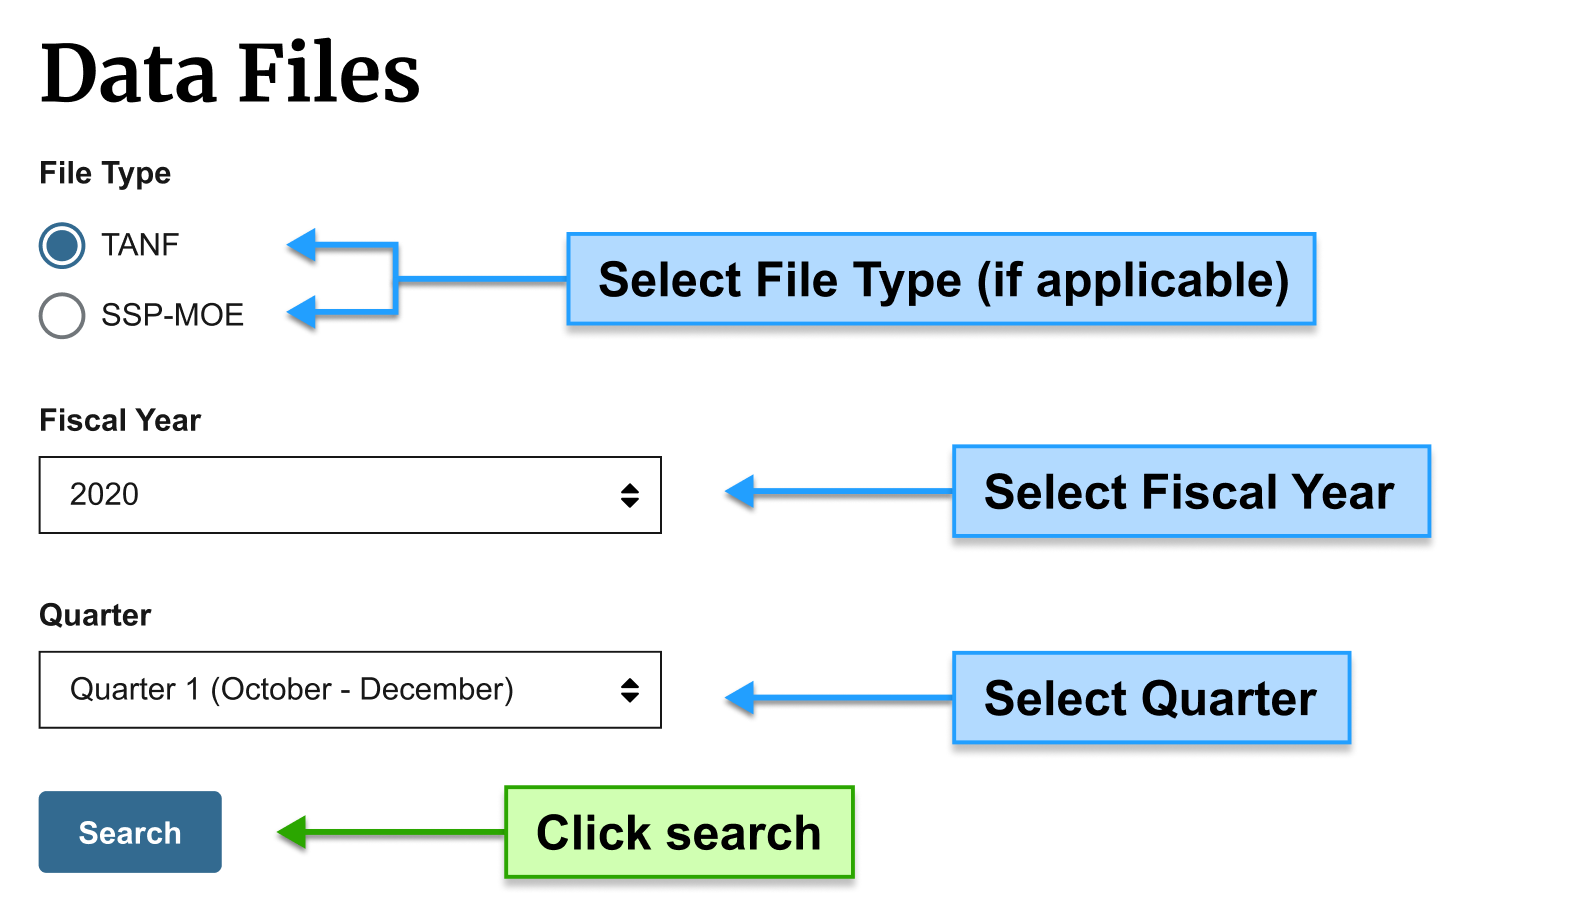 Data Files
File Type
TANF
SSP-MOE
Select File Type (if applicable)
Fiscal Year
2020
Select Fiscal Year
Quarter
Quarter 1 (October - December)
Select Quarter
Search
Click search